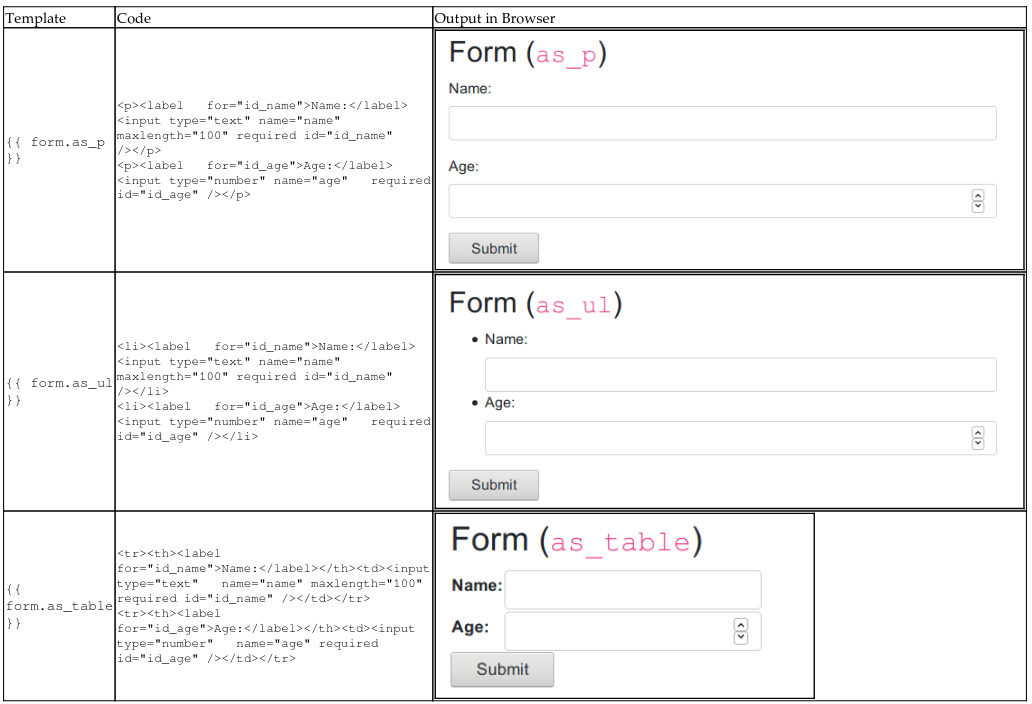 Template Code Output in Browser
{{ form.as_p
}}
<p><label for="id_name">Name:</label>
<input type="text" name="name"
maxlength="100" required id="id_name"
/></p>
<p><label for="id_age">Age:</label>
<input type="number" name="age" required
id="id_age" /></p>
Form (as_p)
Name:
Age:
Submit
{{ form.as_ul
}}
<li><label for="id_name">Name:</label>
<input type="text" name="name"
maxlength="100" required id="id_name"
/></li>
<li><label for="id_age">Age:</label>
<input type="number" name="age" required
id="id_age" /></li>
Form (as_ul)
• Name:
• Age:
Submit
{{
form.as_table
}}
<tr><th><label
for="id_name">Name:</label></th><td><input
type="text" name="name" maxlength="100"
required id="id_name" /></td></tr>
<tr><th><label
for="id_age">Age:</label></th><td><input
type="number" name="age" required
id="id_age" /></td></tr>
Form (as_table)
Name:
Age:
Submit